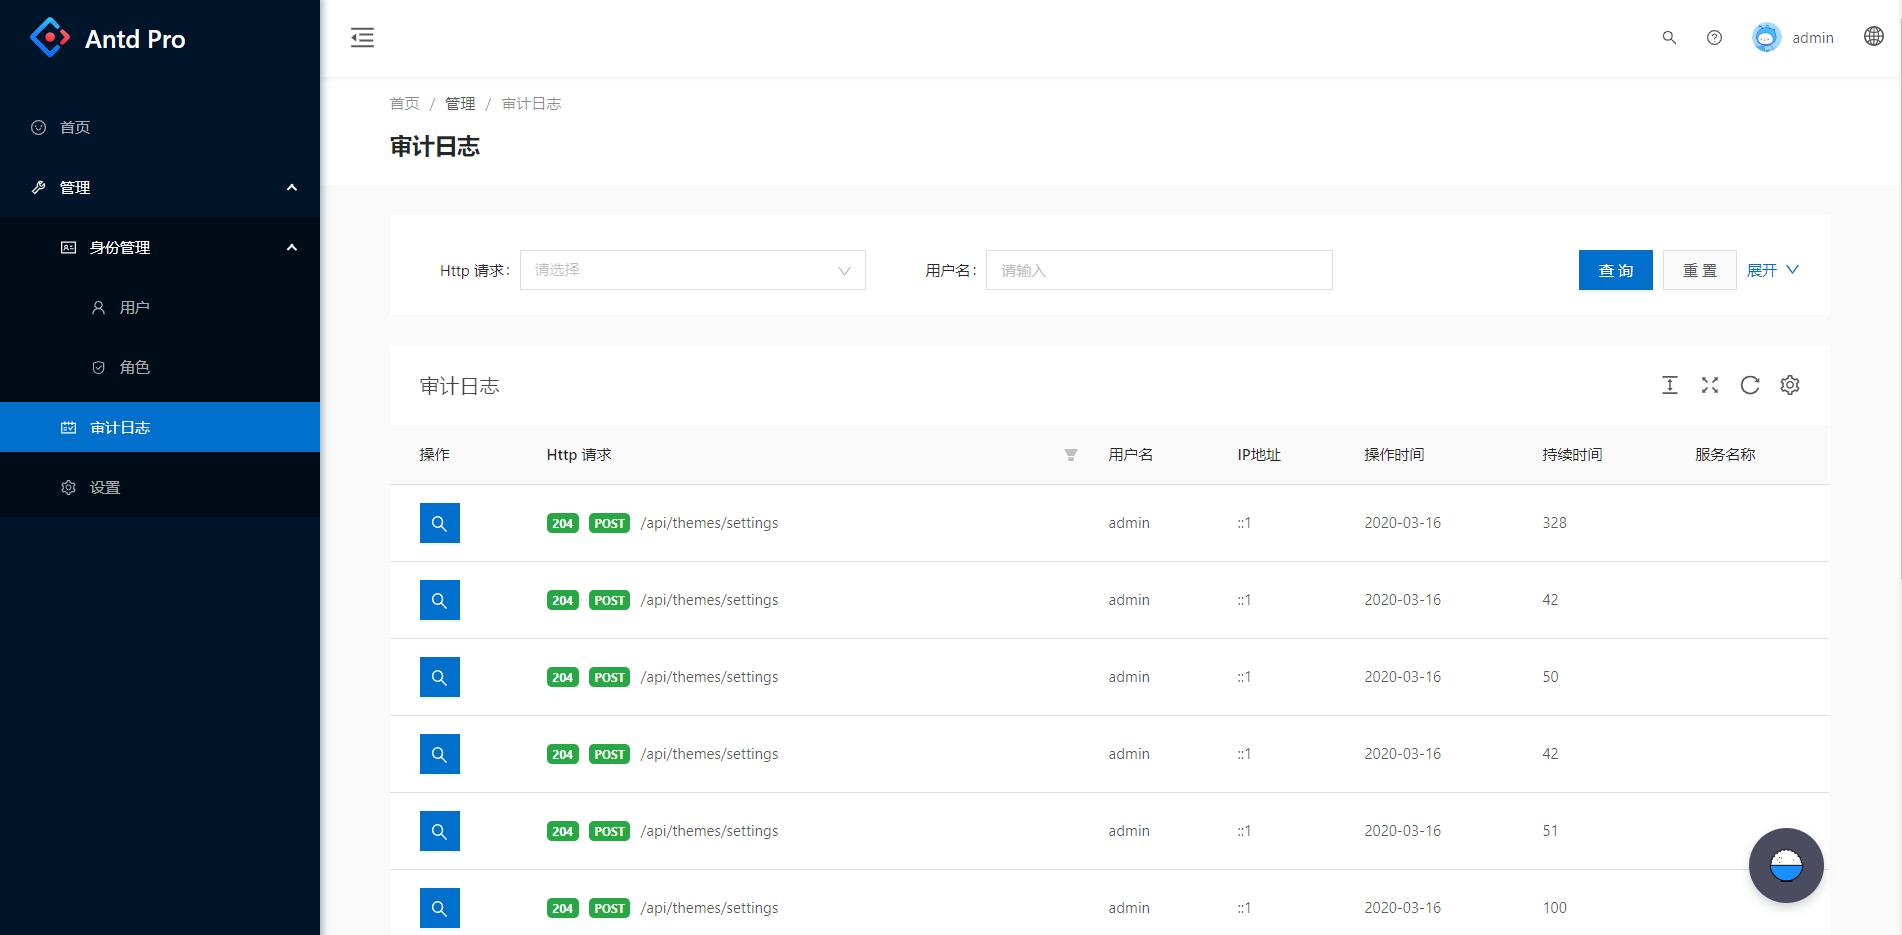 Antd Pro
首页
管理
身份管理
用户
角色
审计日志
设置
admin
首页 / 管理 / 审计日志
审计日志
Http 请求: 请选择 用户名: 请输入 查 询 重 置 展开
审计日志
操作 Http 请求 用户名 IP地址 操作时间 持续时间 服务名称
204 POST /api/themes/settings admin ::1 2020-03-16 328
204 POST /api/themes/settings admin ::1 2020-03-16 42
204 POST /api/themes/settings admin ::1 2020-03-16 50
204 POST /api/themes/settings admin ::1 2020-03-16 42
204 POST /api/themes/settings admin ::1 2020-03-16 51
204 POST /api/themes/settings admin ::1 2020-03-16 100